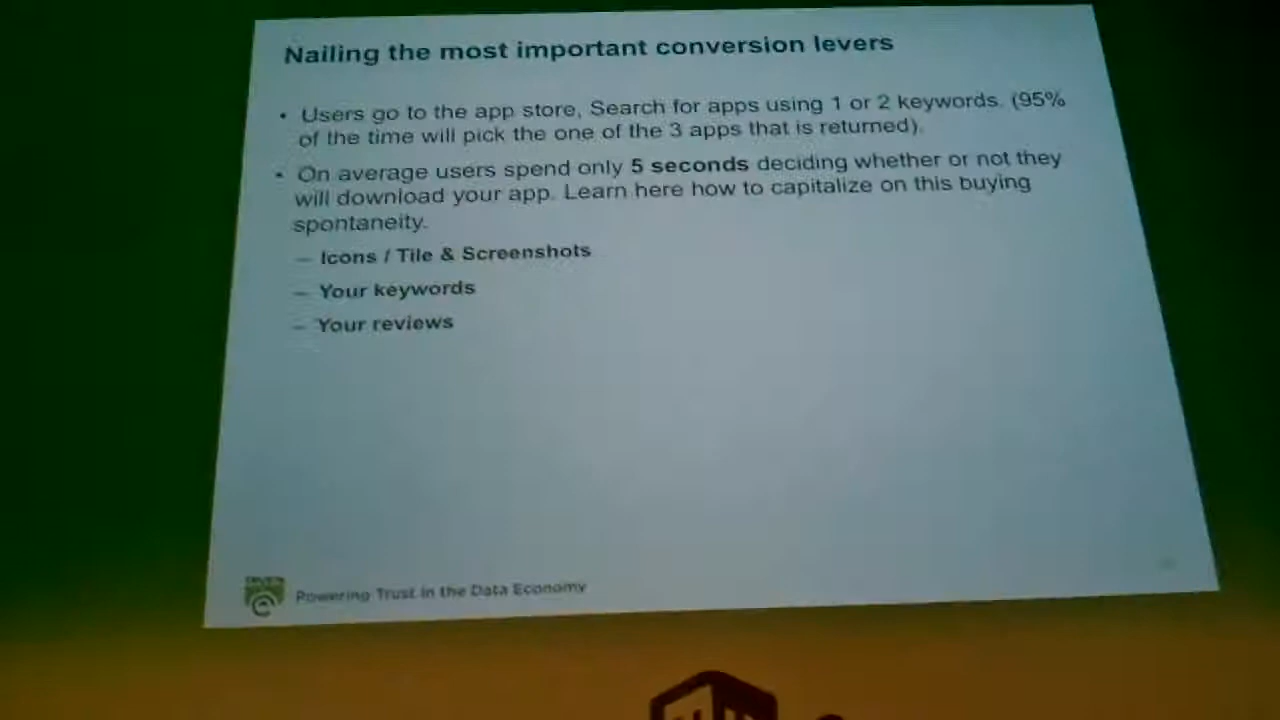 Nailing the most important conversion levers
• Users go to the app store, Search for apps using 1 or 2 keywords. (95%
of the time will pick the one of the 3 apps that is returned).
• On average users spend only 5 seconds deciding whether or not they
will download your app. Learn here how to capitalize on this buying
spontaneity.
– Icons / Tile & Screenshots
– Your keywords
– Your reviews
Powering Trust in the Data Economy